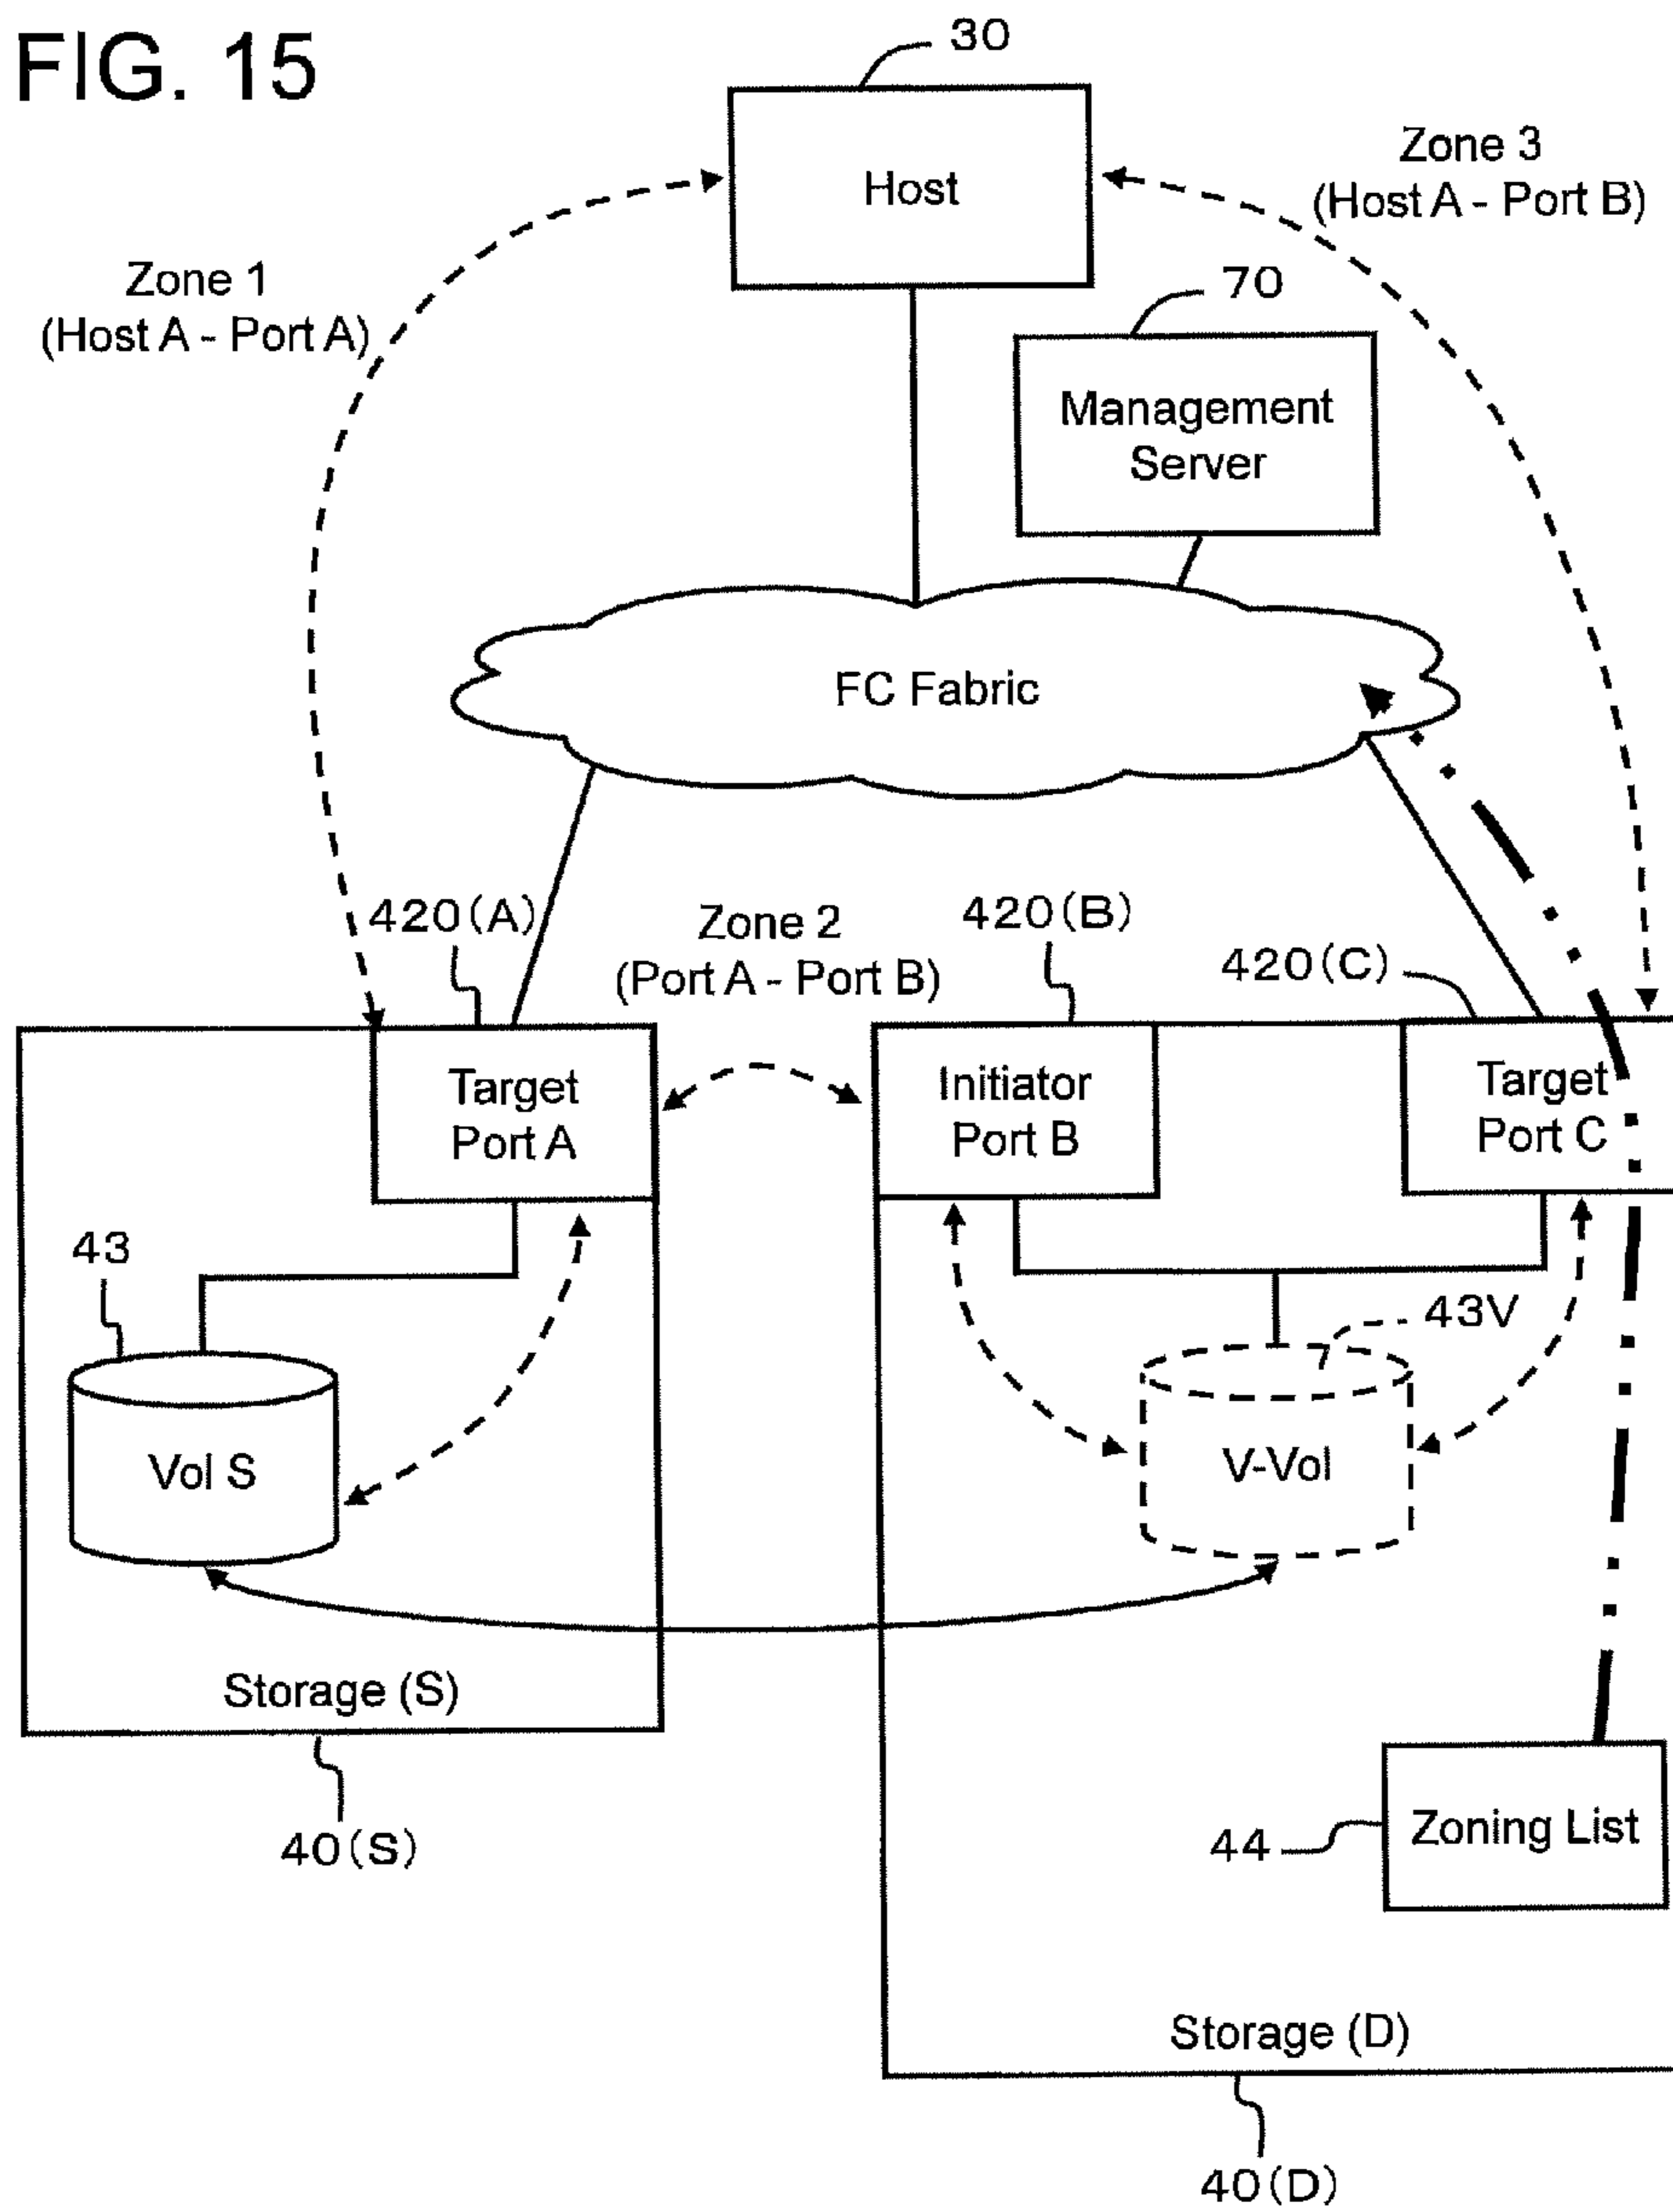 FIG. 15
30
Host
Zone 3
(Host A - Port B)
Zone 1
(Host A - Port A)
70
Management
Server
FC Fabric
420(A)
Zone 2
(Port A - Port B)
420(B)
420(C)
Target
Port A
Initiator
Port B
Target
Port C
43
43V
Vol S
V-Vol
Storage (S)
40(S)
44
Zoning List
Storage (D)
40(D)